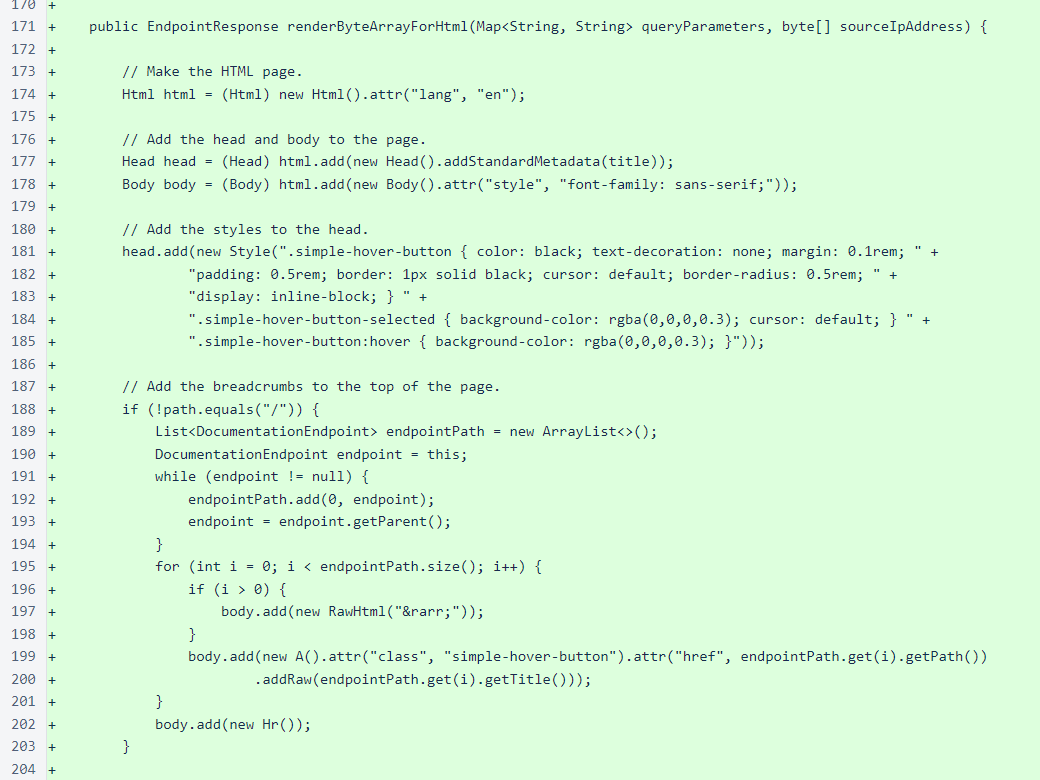 170 +
171 +    public EndpointResponse renderByteArrayForHtml(Map<String, String> queryParameters, byte[] sourceIpAddress) {
172 +
173 +        // Make the HTML page.
174 +        Html html = (Html) new Html().attr("lang", "en");
175 +
176 +        // Add the head and body to the page.
177 +        Head head = (Head) html.add(new Head().addStandardMetadata(title));
178 +        Body body = (Body) html.add(new Body().attr("style", "font-family: sans-serif;"));
179 +
180 +        // Add the styles to the head.
181 +        head.add(new Style(".simple-hover-button { color: black; text-decoration: none; margin: 0.1rem; " +
182 +                "padding: 0.5rem; border: 1px solid black; cursor: default; border-radius: 0.5rem; " +
183 +                "display: inline-block; } " +
184 +                ".simple-hover-button-selected { background-color: rgba(0,0,0,0.3); cursor: default; } " +
185 +                ".simple-hover-button:hover { background-color: rgba(0,0,0,0.3); }"));
186 +
187 +        // Add the breadcrumbs to the top of the page.
188 +        if (!path.equals("/")) {
189 +            List<DocumentationEndpoint> endpointPath = new ArrayList<>();
190 +            DocumentationEndpoint endpoint = this;
191 +            while (endpoint != null) {
192 +                endpointPath.add(0, endpoint);
193 +                endpoint = endpoint.getParent();
194 +            }
195 +            for (int i = 0; i < endpointPath.size(); i++) {
196 +                if (i > 0) {
197 +                    body.add(new RawHtml("&rarr;"));
198 +                }
199 +                body.add(new A().attr("class", "simple-hover-button").attr("href", endpointPath.get(i).getPath())
200 +                        .addRaw(endpointPath.get(i).getTitle()));
201 +            }
202 +            body.add(new Hr());
203 +        }
204 +